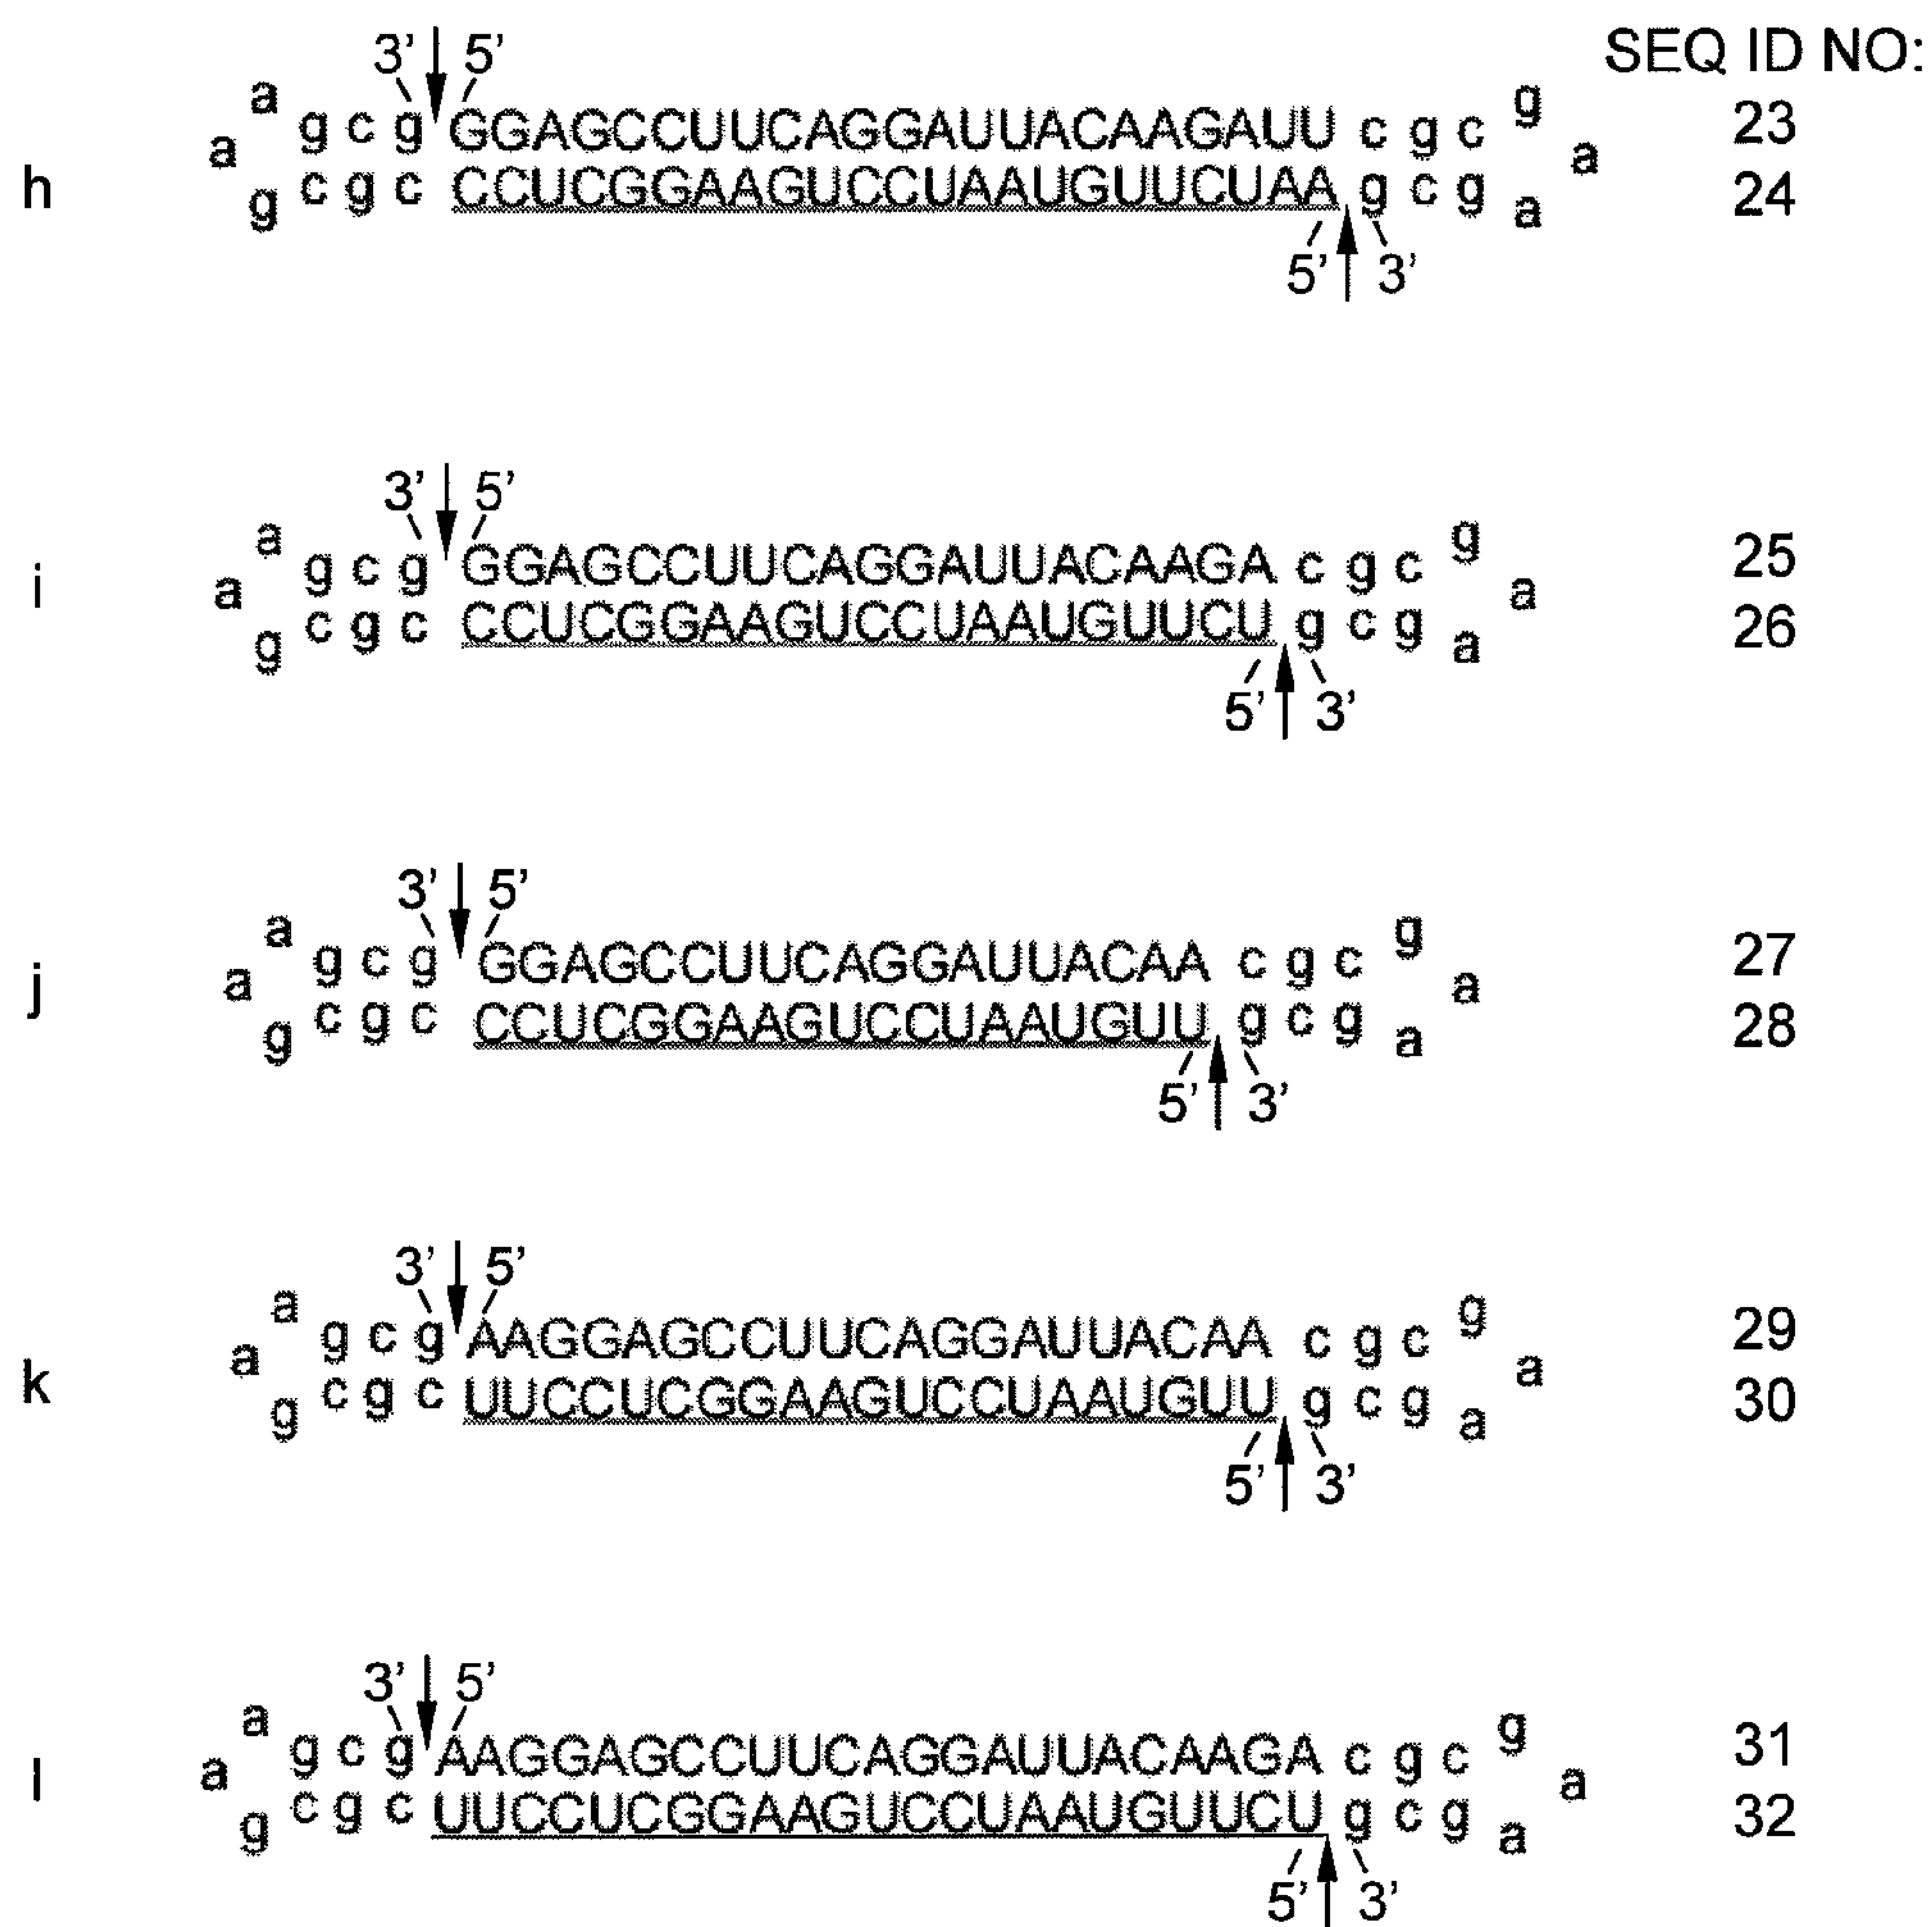 SEQ ID NO:
3’ 5’
a g
a g c g GGAGCCUUCAGGAUUACAAGAUU c g c a 23
h g c g c CCUCGGAAGUCCUAAUGUUCUAA g c g a 24
5’ 3’
3’ 5’
a g
i a g c g GGAGCCUUCAGGAUUACAAGA c g c a 25
g c g c CCUCGGAAGUCCUAAUGUUCU g c g a 26
5’ 3’
3’ 5’
a g
j a g c g GGAGCCUUCAGGAUUACAA c g c a 27
g c g c CCUCGGAAGUCCUAAUGUU g c g a 28
5’ 3’
3’ 5’
a g
a g c g AAGGAGCCUUCAGGAUUACAA c g c a 29
k g c g c UUCCUCGGAAGUCCUAAUGUU g c g a 30
5’ 3’
3’ 5’
a g
l a g c g AAGGAGCCUUCAGGAUUACAAGA c g c a 31
g c g c UUCCUCGGAAGUCCUAAUGUUCU g c g a 32
5’ 3’